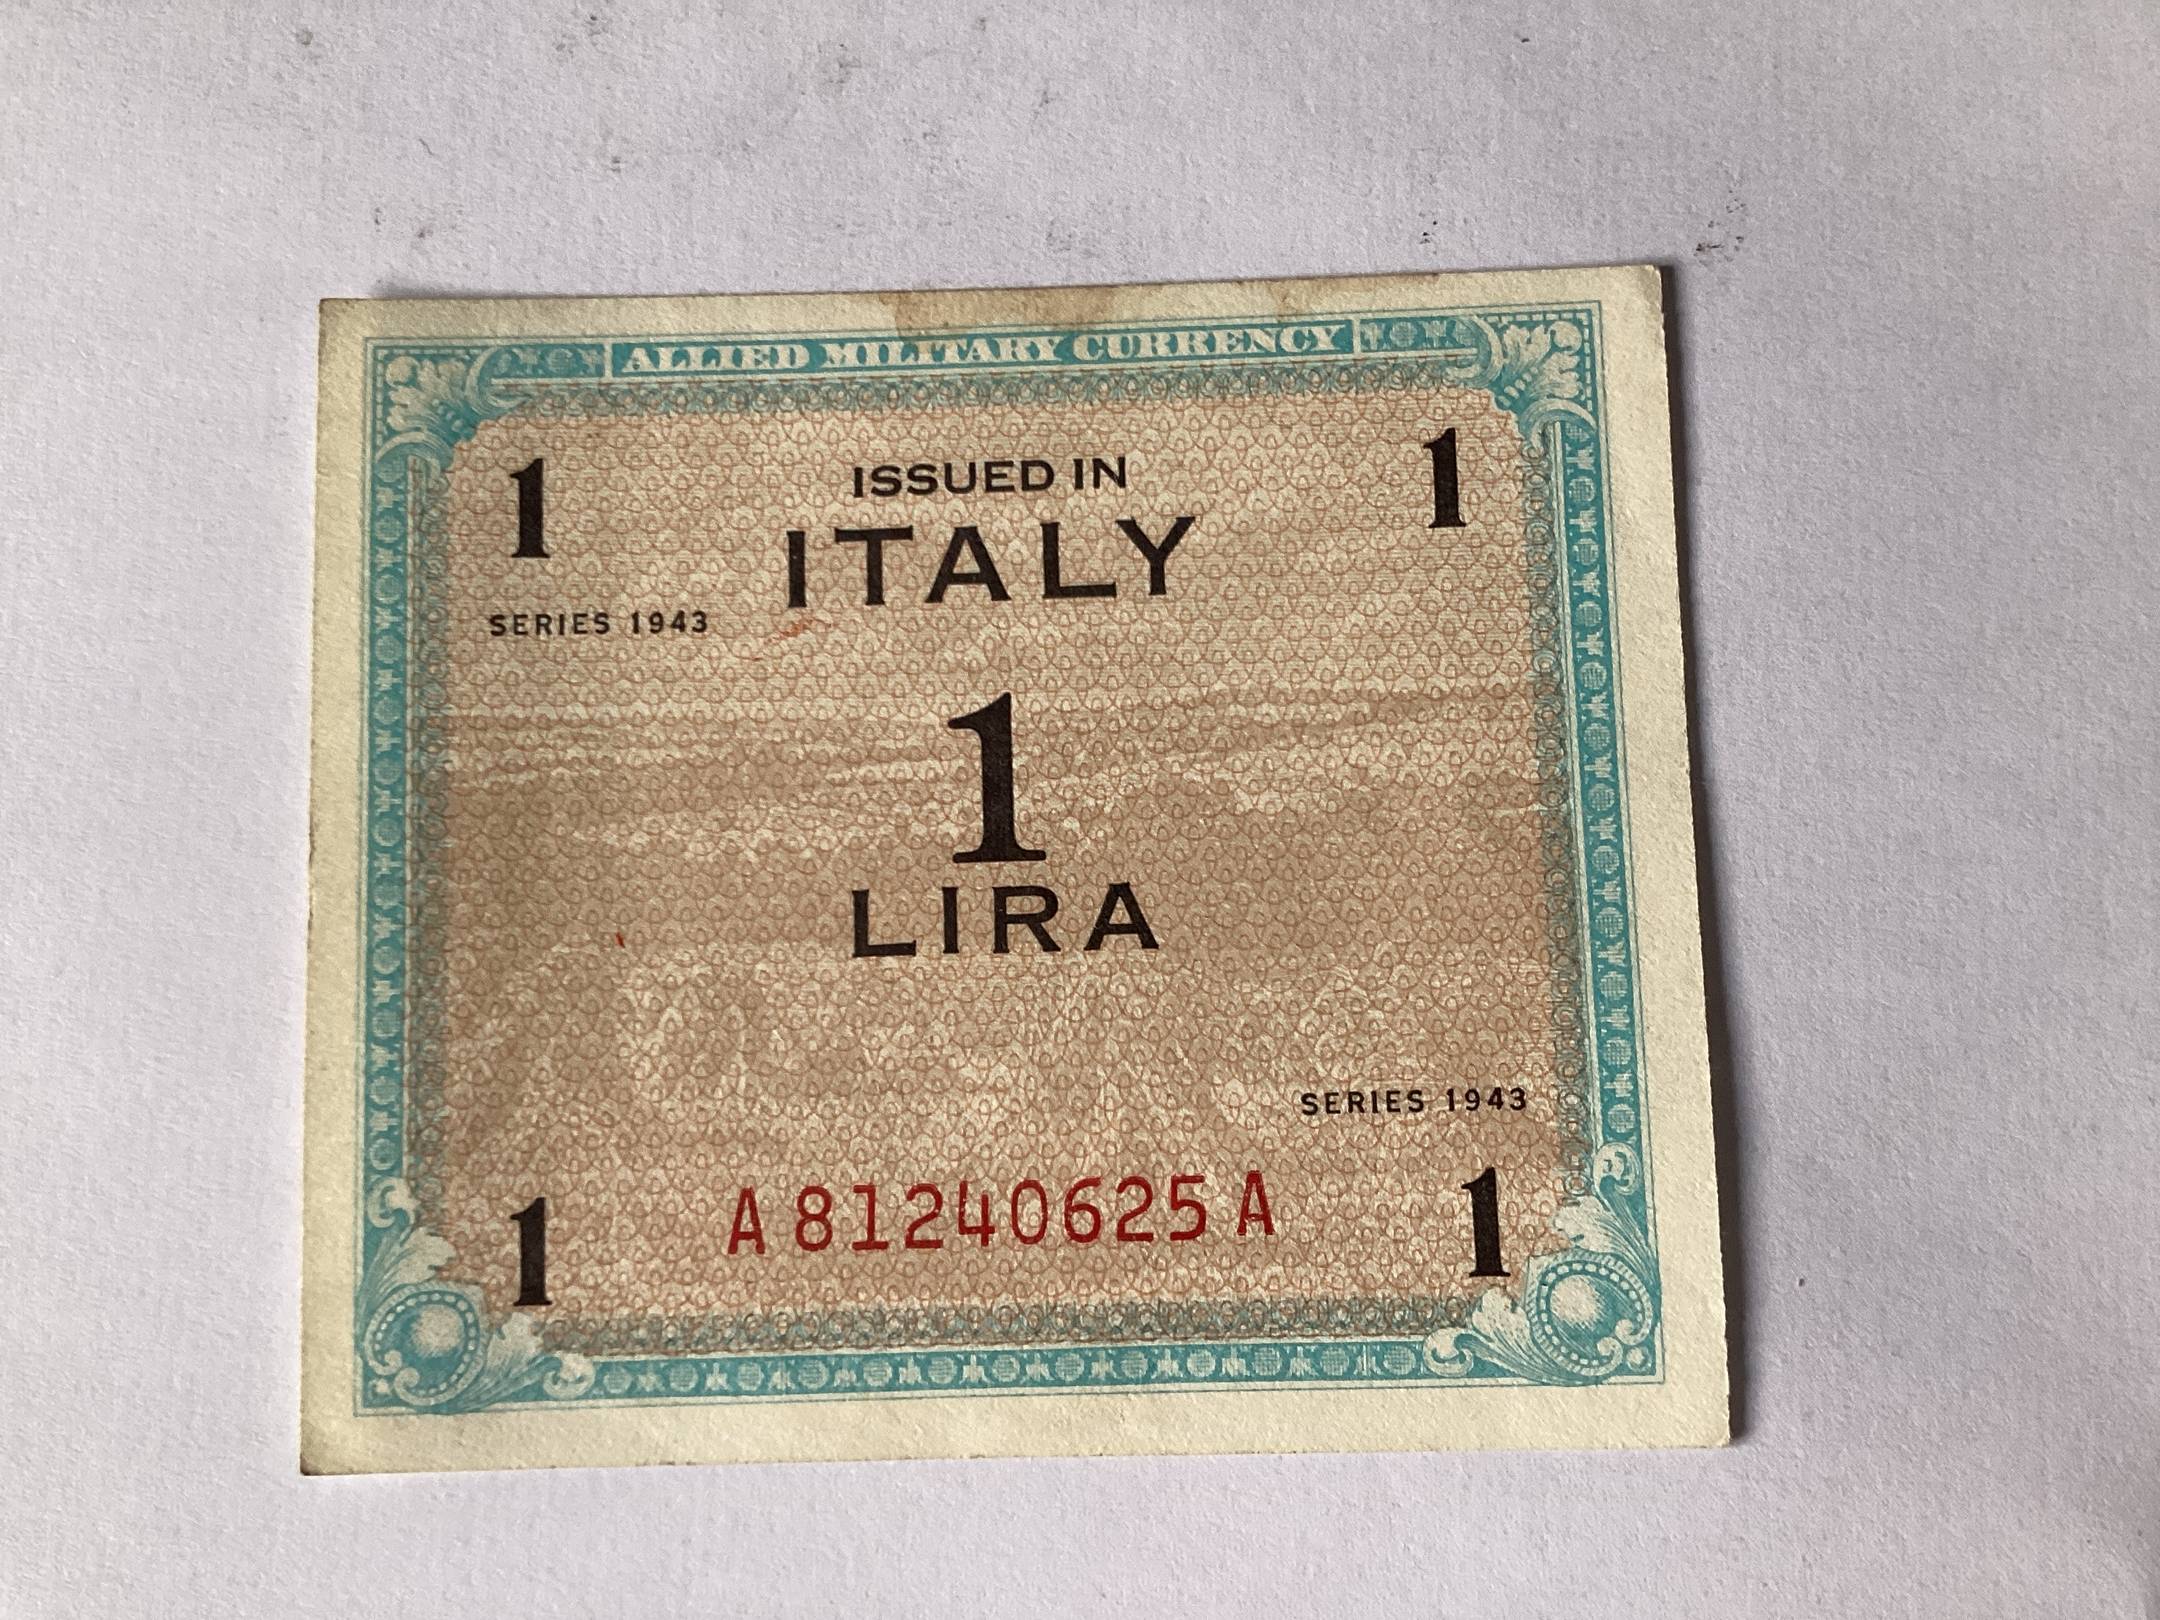 ALLIED MILITARY CURRENCY
1 ISSUED IN 1
ITALY
SERIES 1943
1
LIRA
SERIES 1943
1 A 81240625 A 1